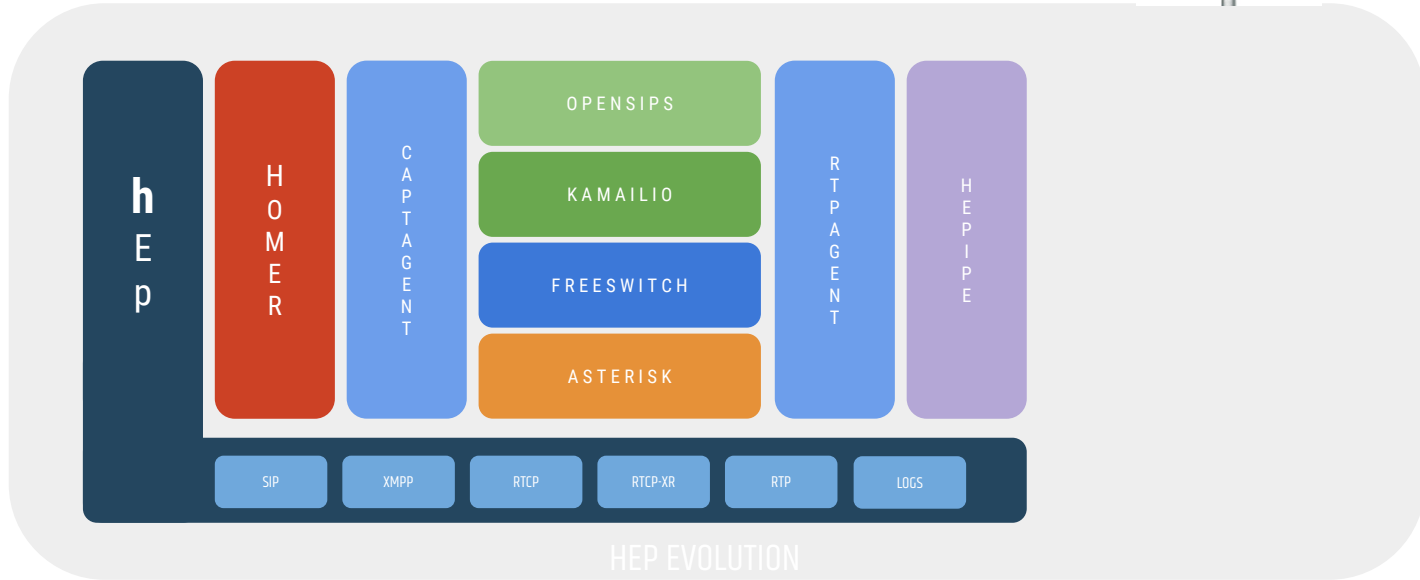 hEp
HOMER
CAPTAGENT
OPENSIPS
KAMAILIO
FREESWITCH
ASTERISK
RTPAGENT
HEPIPE
SIP
XMPP
RTCP
RTCP-XR
RTP
LOGS
HEP EVOLUTION